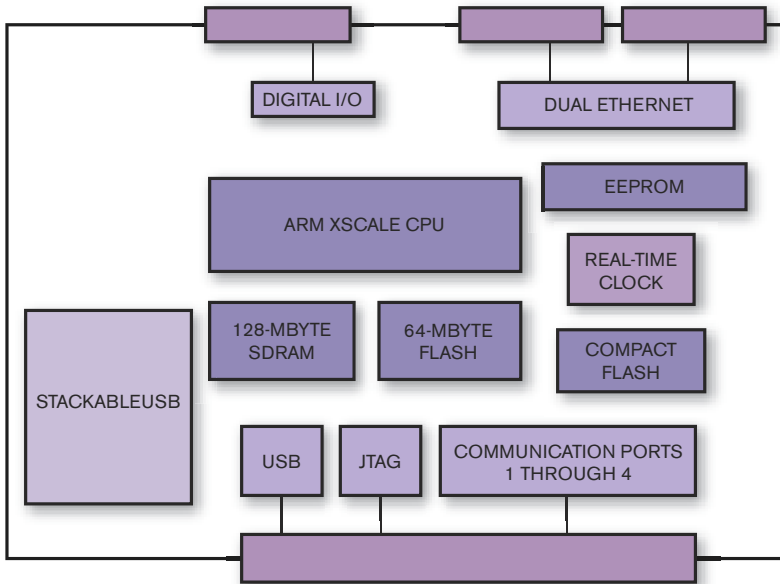 DIGITAL I/O
DUAL ETHERNET
EEPROM
ARM XSCALE CPU
REAL-TIME
CLOCK
128-MBYTE
SDRAM
64-MBYTE
FLASH
COMPACT
FLASH
STACKABLEUSB
USB
JTAG
COMMUNICATION PORTS
1 THROUGH 4